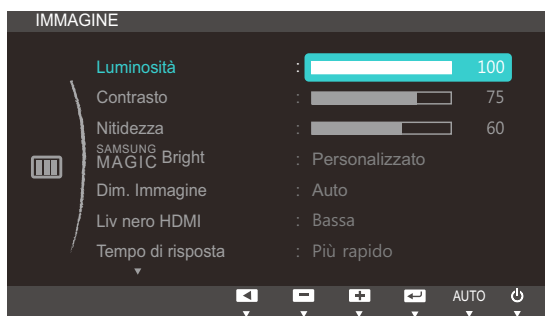 IMMAGINE
Luminosità : 100
Contrasto : 75
Nitidezza : 60
SAMSUNG
MAGIC Bright : Personalizzato
Dim. Immagine : Auto
Liv nero HDMI : Bassa
Tempo di risposta : Più rapido
AUTO